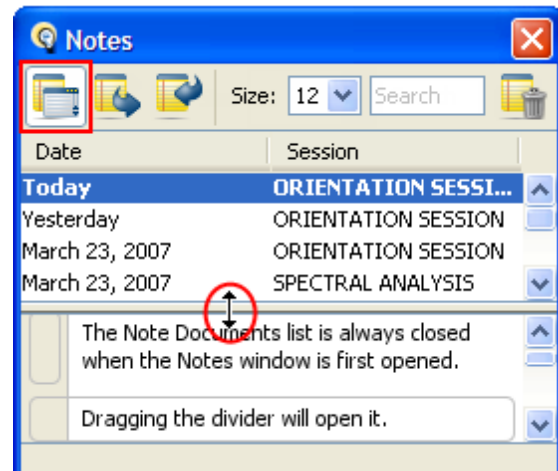 Notes
Size: 12 Search
Date Session
Today ORIENTATION SESSI...
Yesterday ORIENTATION SESSION
March 23, 2007 ORIENTATION SESSION
March 23, 2007 SPECTRAL ANALYSIS
The Note Documents list is always closed
when the Notes window is first opened.
Dragging the divider will open it.